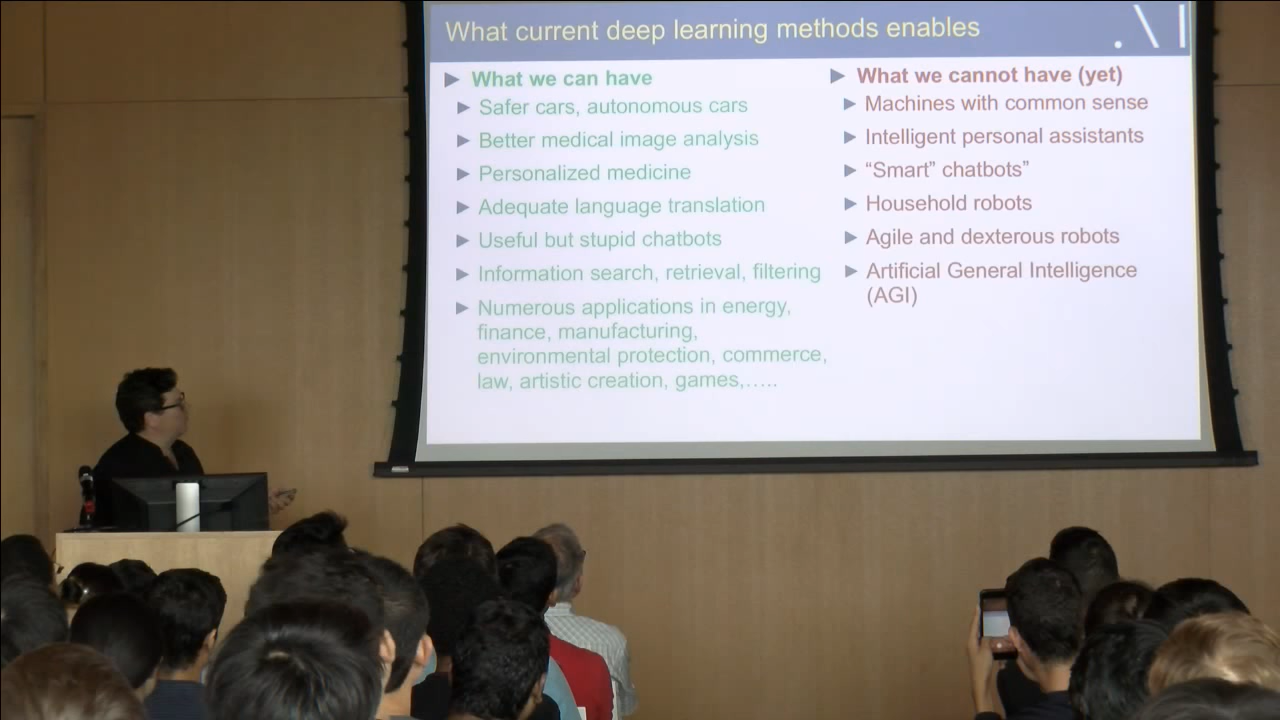 What current deep learning methods enables
What we can have
Safer cars, autonomous cars
Better medical image analysis
Personalized medicine
Adequate language translation
Useful but stupid chatbots
Information search, retrieval, filtering
Numerous applications in energy,
finance, manufacturing,
environmental protection, commerce,
law, artistic creation, games,.....
What we cannot have (yet)
Machines with common sense
Intelligent personal assistants
“Smart” chatbots”
Household robots
Agile and dexterous robots
Artificial General Intelligence
(AGI)